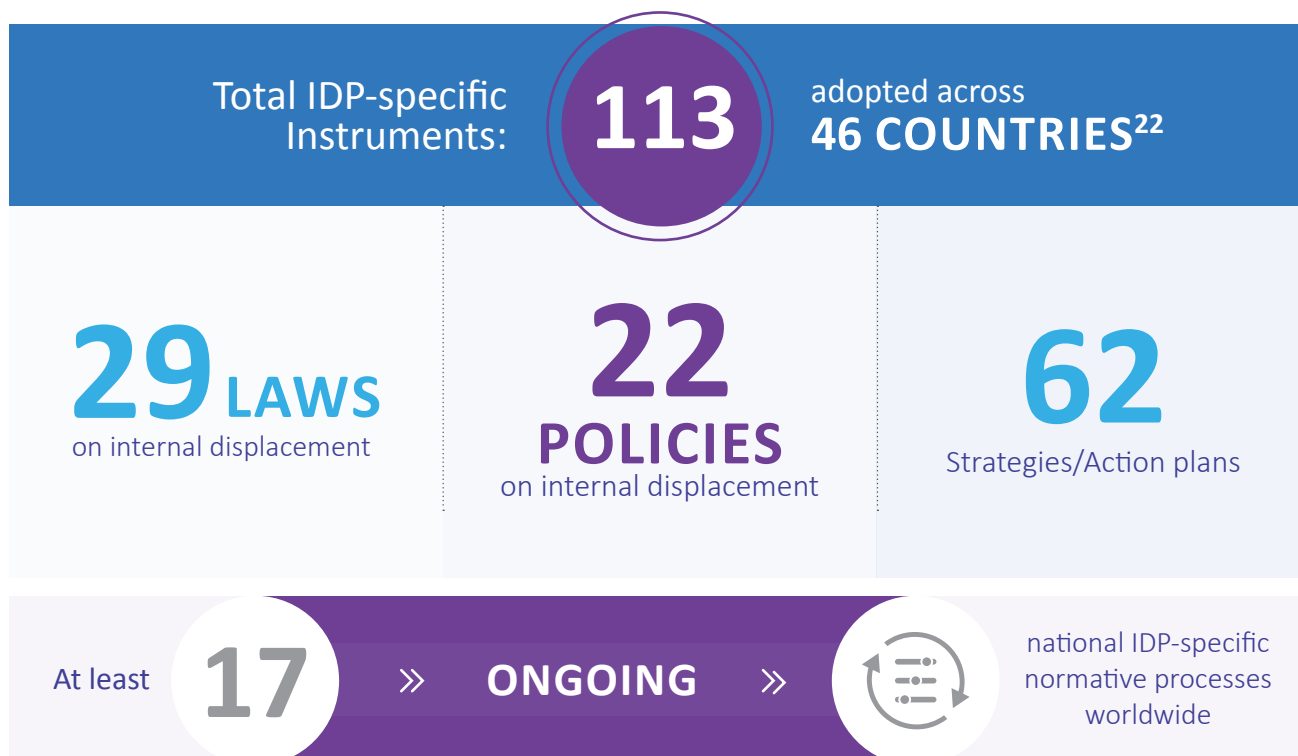 Total IDP-specific
Instruments:
113
adopted across
46 COUNTRIES22
29 LAWS
on internal displacement
22
POLICIES
on internal displacement
62
Strategies/Action plans
At least
17
» ONGOING »
national IDP-specific
normative processes
worldwide